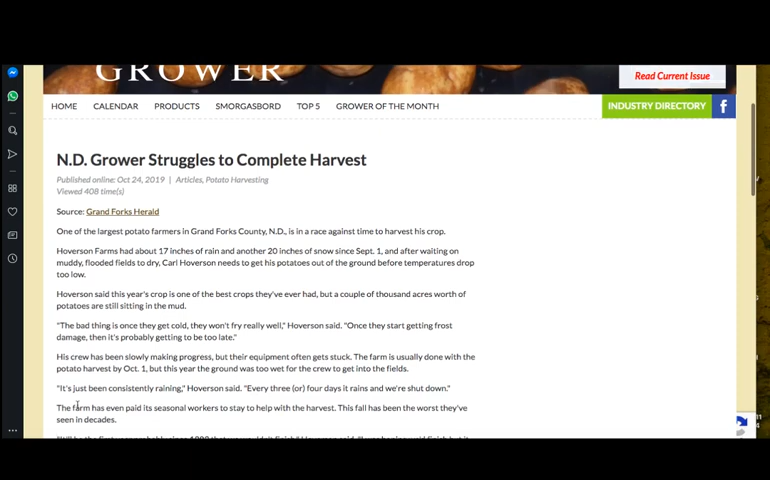 GROWER
Read Current Issue
HOME CALENDAR PRODUCTS SMORGASBORD TOP 5 GROWER OF THE MONTH INDUSTRY DIRECTORY
N.D. Grower Struggles to Complete Harvest
Published online: Oct 24, 2019 | Articles, Potato Harvesting
Viewed 408 time(s)
Source: Grand Forks Herald
One of the largest potato farmers in Grand Forks County, N.D., is in a race against time to harvest his crop.
Hoverson Farms had about 17 inches of rain and another 20 inches of snow since Sept. 1, and after waiting on
muddy, flooded fields to dry, Carl Hoverson needs to get his potatoes out of the ground before temperatures drop
too low.
Hoverson said this year's crop is one of the best crops they've ever had, but a couple of thousand acres worth of
potatoes are still sitting in the mud.
"The bad thing is once they get cold, they won't fry really well," Hoverson said. "Once they start getting frost
damage, then it's probably getting to be too late."
His crew has been slowly making progress, but their equipment often gets stuck. The farm is usually done with the
potato harvest by Oct. 1, but this year the ground was too wet for the crew to get into the fields.
"It's just been consistently raining," Hoverson said. "Every three (or) four days it rains and we're shut down."
The farm has even paid its seasonal workers to stay to help with the harvest. This fall has been the worst they've
seen in decades.